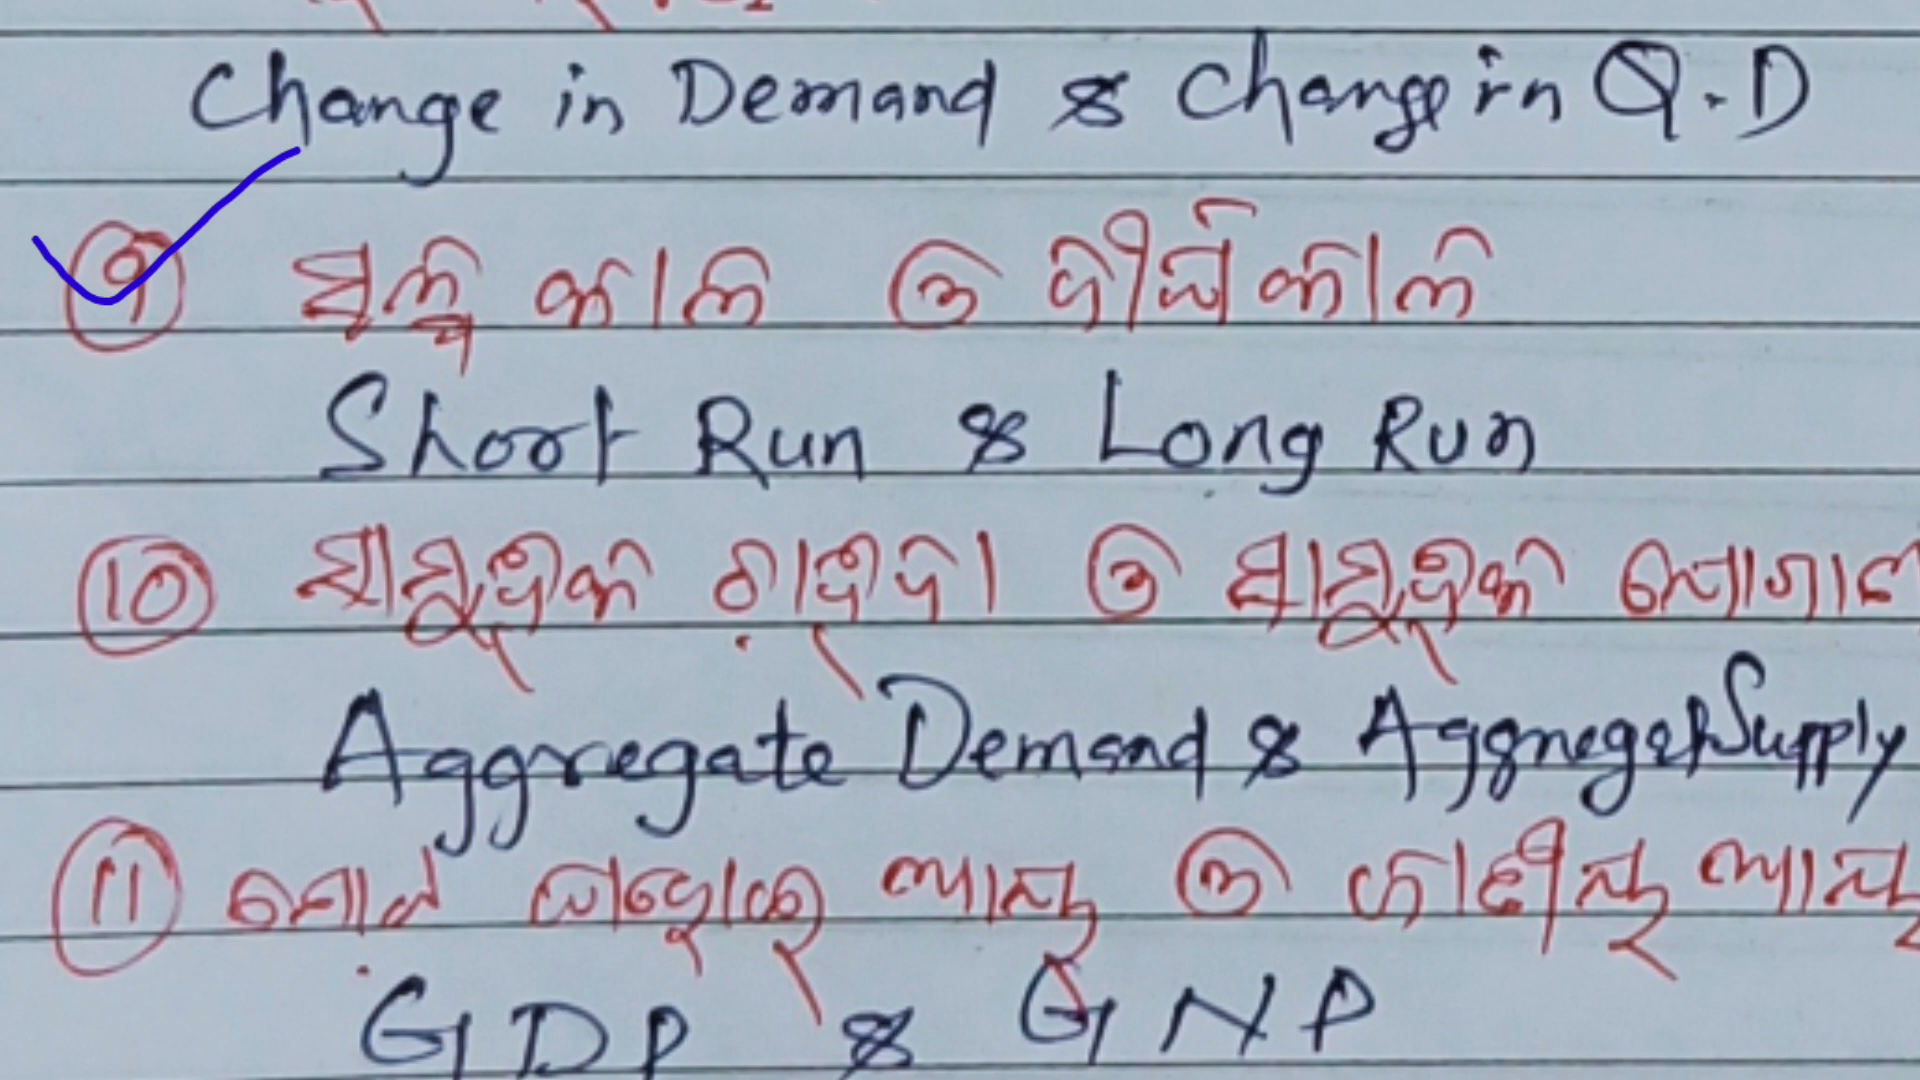 Change in Demand & Change in Q.D
9 ସ୍ବଳ୍ପ କାଳ ଓ ଦୀର୍ଘକାଳ
Short Run & Long Run
10 ସାମୁହିକ ଚାହିଦା ଓ ସାମୁହିକ ଯୋଗାଣ
Aggregate Demand & Aggregate Supply
11 ମୋଟ ଘରୋଇ ଆୟ ଓ ଜାତୀୟ ଆୟ
GDP & GNP